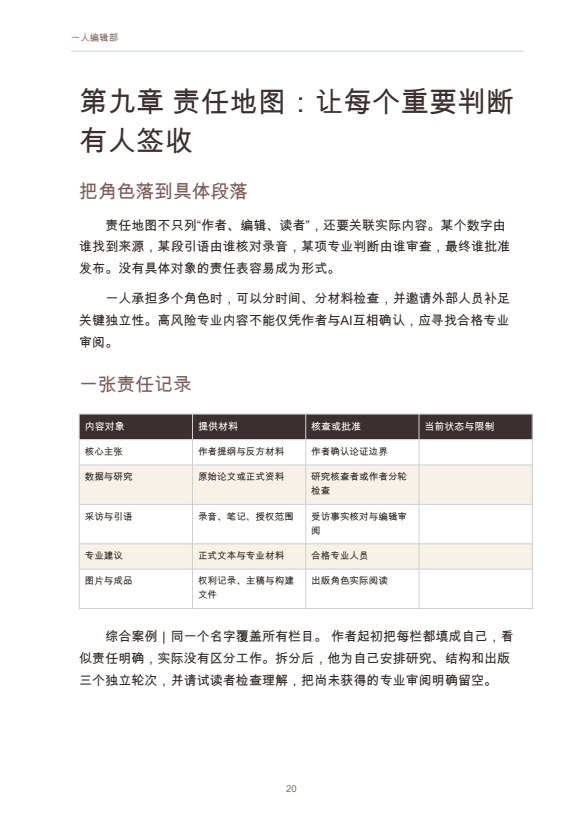 一人编辑部
第九章 责任地图：让每个重要判断
有人签收
把角色落到具体段落
责任地图不只列“作者、编辑、读者”，还要关联实际内容。某个数字由
谁找到来源，某段引语由谁核对录音，某项专业判断由谁审查，最终谁批准
发布。没有具体对象的责任表容易成为形式。
一人承担多个角色时，可以分时间、分材料检查，并邀请外部人员补足
关键独立性。高风险专业内容不能仅凭作者与AI互相确认，应寻找合格专业
审阅。
一张责任记录
内容对象 提供材料 核查或批准 当前状态与限制
核心主张 作者提纲与反方材料 作者确认论证边界
数据与研究 原始论文或正式资料 研究核查者或作者分轮
检查
采访与引语 录音、笔记、授权范围 受访事实核对与编辑审
阅
专业建议 正式文本与专业材料 合格专业人员
图片与成品 权利记录、主稿与构建 出版角色实际阅读
文件
综合案例｜同一个名字覆盖所有栏目。 作者起初把每栏都填成自己，看
似责任明确，实际没有区分工作。拆分后，他为自己安排研究、结构和出版
三个独立轮次，并请试读者检查理解，把尚未获得的专业审阅明确留空。
20